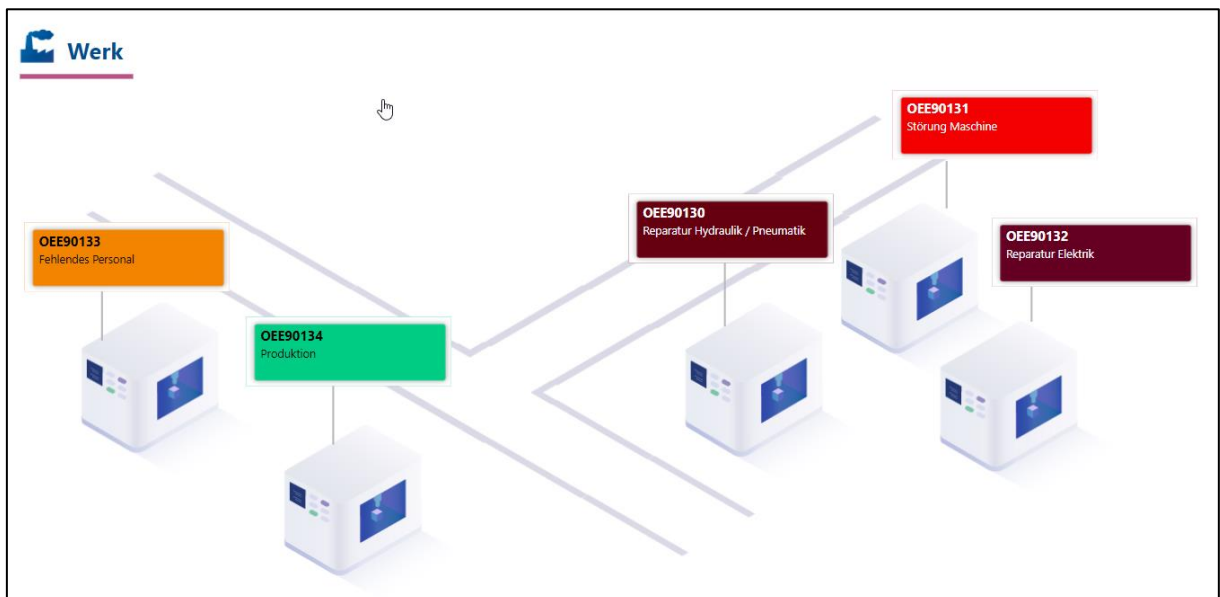 Werk
OEE90131
Störung Maschine
OEE90130
Reparatur Hydraulik / Pneumatik
OEE90132
Reparatur Elektrik
OEE90133
Fehlendes Personal
OEE90134
Produktion